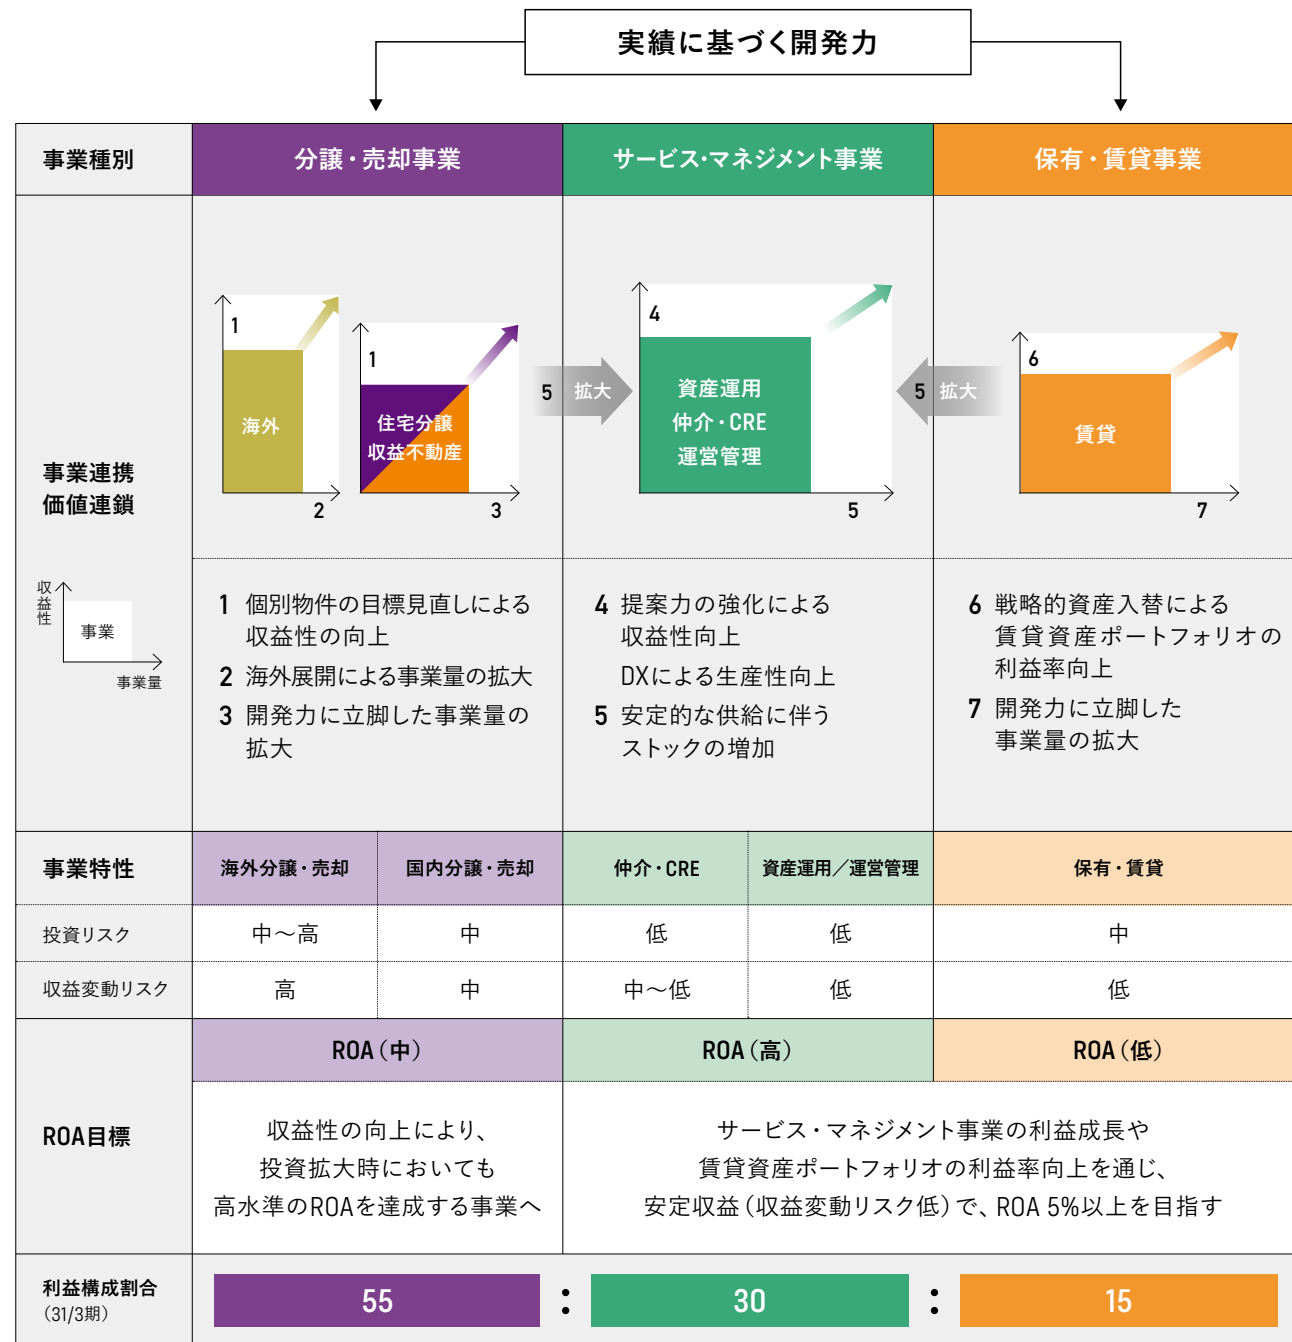 実績に基づく開発力
事業種別
分譲・売却事業
サービス・マネジメント事業
保有・賃貸事業
事業連携
価値連鎖
収益性
事業
事業量
1
海外
2
1
住宅分譲
収益不動産
3
5 拡大
4
資産運用
仲介・CRE
運営管理
5
5 拡大
6
賃貸
7
1 個別物件の目標見直しによる
収益性の向上
2 海外展開による事業量の拡大
3 開発力に立脚した事業量の
拡大
4 提案力の強化による
収益性向上
DXによる生産性向上
5 安定的な供給に伴う
ストックの増加
6 戦略的資産入替による
賃貸資産ポートフォリオの
利益率向上
7 開発力に立脚した
事業量の拡大
事業特性
海外分譲・売却
国内分譲・売却
仲介・CRE
資産運用／運営管理
保有・賃貸
投資リスク
中～高
中
低
低
中
収益変動リスク
高
中
中～低
低
低
ROA目標
ROA（中）
ROA（高）
ROA（低）
収益性の向上により、
投資拡大時においても
高水準のROAを達成する事業へ
サービス・マネジメント事業の利益成長や
賃貸資産ポートフォリオの利益率向上を通じ、
安定収益（収益変動リスク低）で、ROA 5%以上を目指す
利益構成割合
（31/3期）
55 : 30 : 15